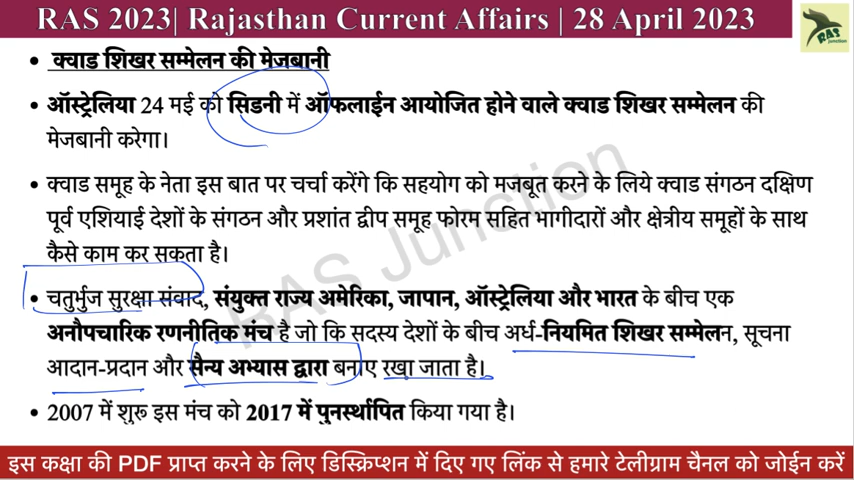 RAS 2023| Rajasthan Current Affairs | 28 April 2023
RAS
Junction
• क्वाड शिखर सम्मेलन की मेजबानी
• ऑस्ट्रेलिया 24 मई को सिडनी में ऑफलाईन आयोजित होने वाले क्वाड शिखर सम्मेलन की
मेजबानी करेगा।
• क्वाड समूह के नेता इस बात पर चर्चा करेंगे कि सहयोग को मजबूत करने के लिये क्वाड संगठन दक्षिण
पूर्व एशियाई देशों के संगठन और प्रशांत द्वीप समूह फोरम सहित भागीदारों और क्षेत्रीय समूहों के साथ
कैसे काम कर सकता है।
RAS Junction
• चतुर्भुज सुरक्षा संवाद, संयुक्त राज्य अमेरिका, जापान, ऑस्ट्रेलिया और भारत के बीच एक
अनौपचारिक रणनीतिक मंच है जो कि सदस्य देशों के बीच अर्ध-नियमित शिखर सम्मेलन, सूचना
आदान-प्रदान और सैन्य अभ्यास द्वारा बनाए रखा जाता है।
• 2007 में शुरू इस मंच को 2017 में पुनर्स्थापित किया गया है।
इस कक्षा की PDF प्राप्त करने के लिए डिस्क्रिप्शन में दिए गए लिंक से हमारे टेलीग्राम चैनल को जोईन करें